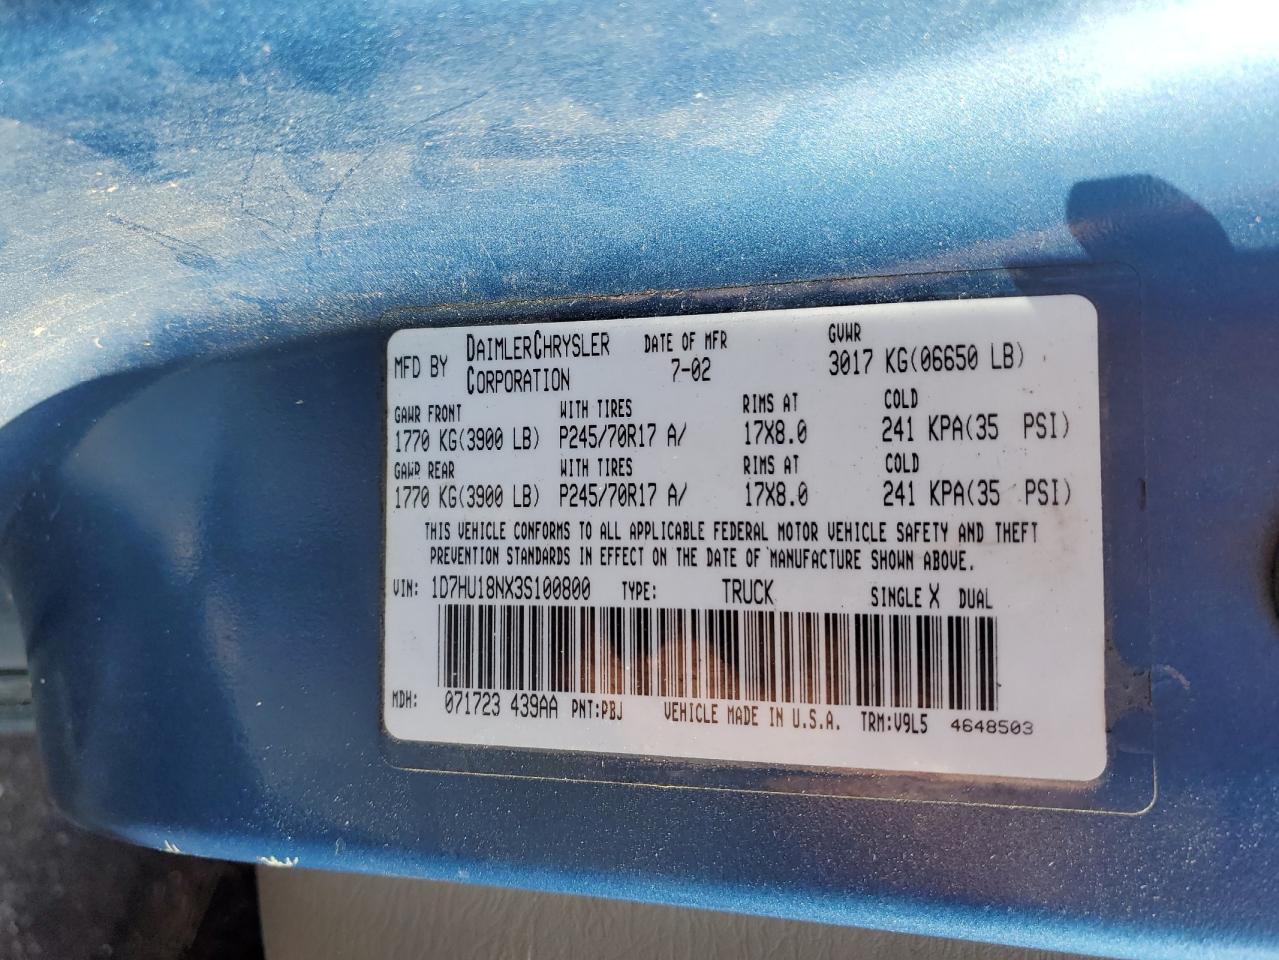 MFD BY DAIMLERCHRYSLER CORPORATION DATE OF MFR 7-02 GVWR 3017 KG(06650 LB)
GAWR FRONT WITH TIRES RIMS AT COLD
1770 KG(3900 LB) P245/70R17 A/ 17X8.0 241 KPA(35 PSI)
GAWR REAR WITH TIRES RIMS AT COLD
1770 KG(3900 LB) P245/70R17 A/ 17X8.0 241 KPA(35 PSI)
THIS VEHICLE CONFORMS TO ALL APPLICABLE FEDERAL MOTOR VEHICLE SAFETY AND THEFT
PREVENTION STANDARDS IN EFFECT ON THE DATE OF MANUFACTURE SHOWN ABOVE.
VIN: 1D7HU18NX3S100800 TYPE: TRUCK SINGLE X DUAL
MDH: 071723 439AA PNT:PBJ VEHICLE MADE IN U.S.A. TRM:V9L5 4648503